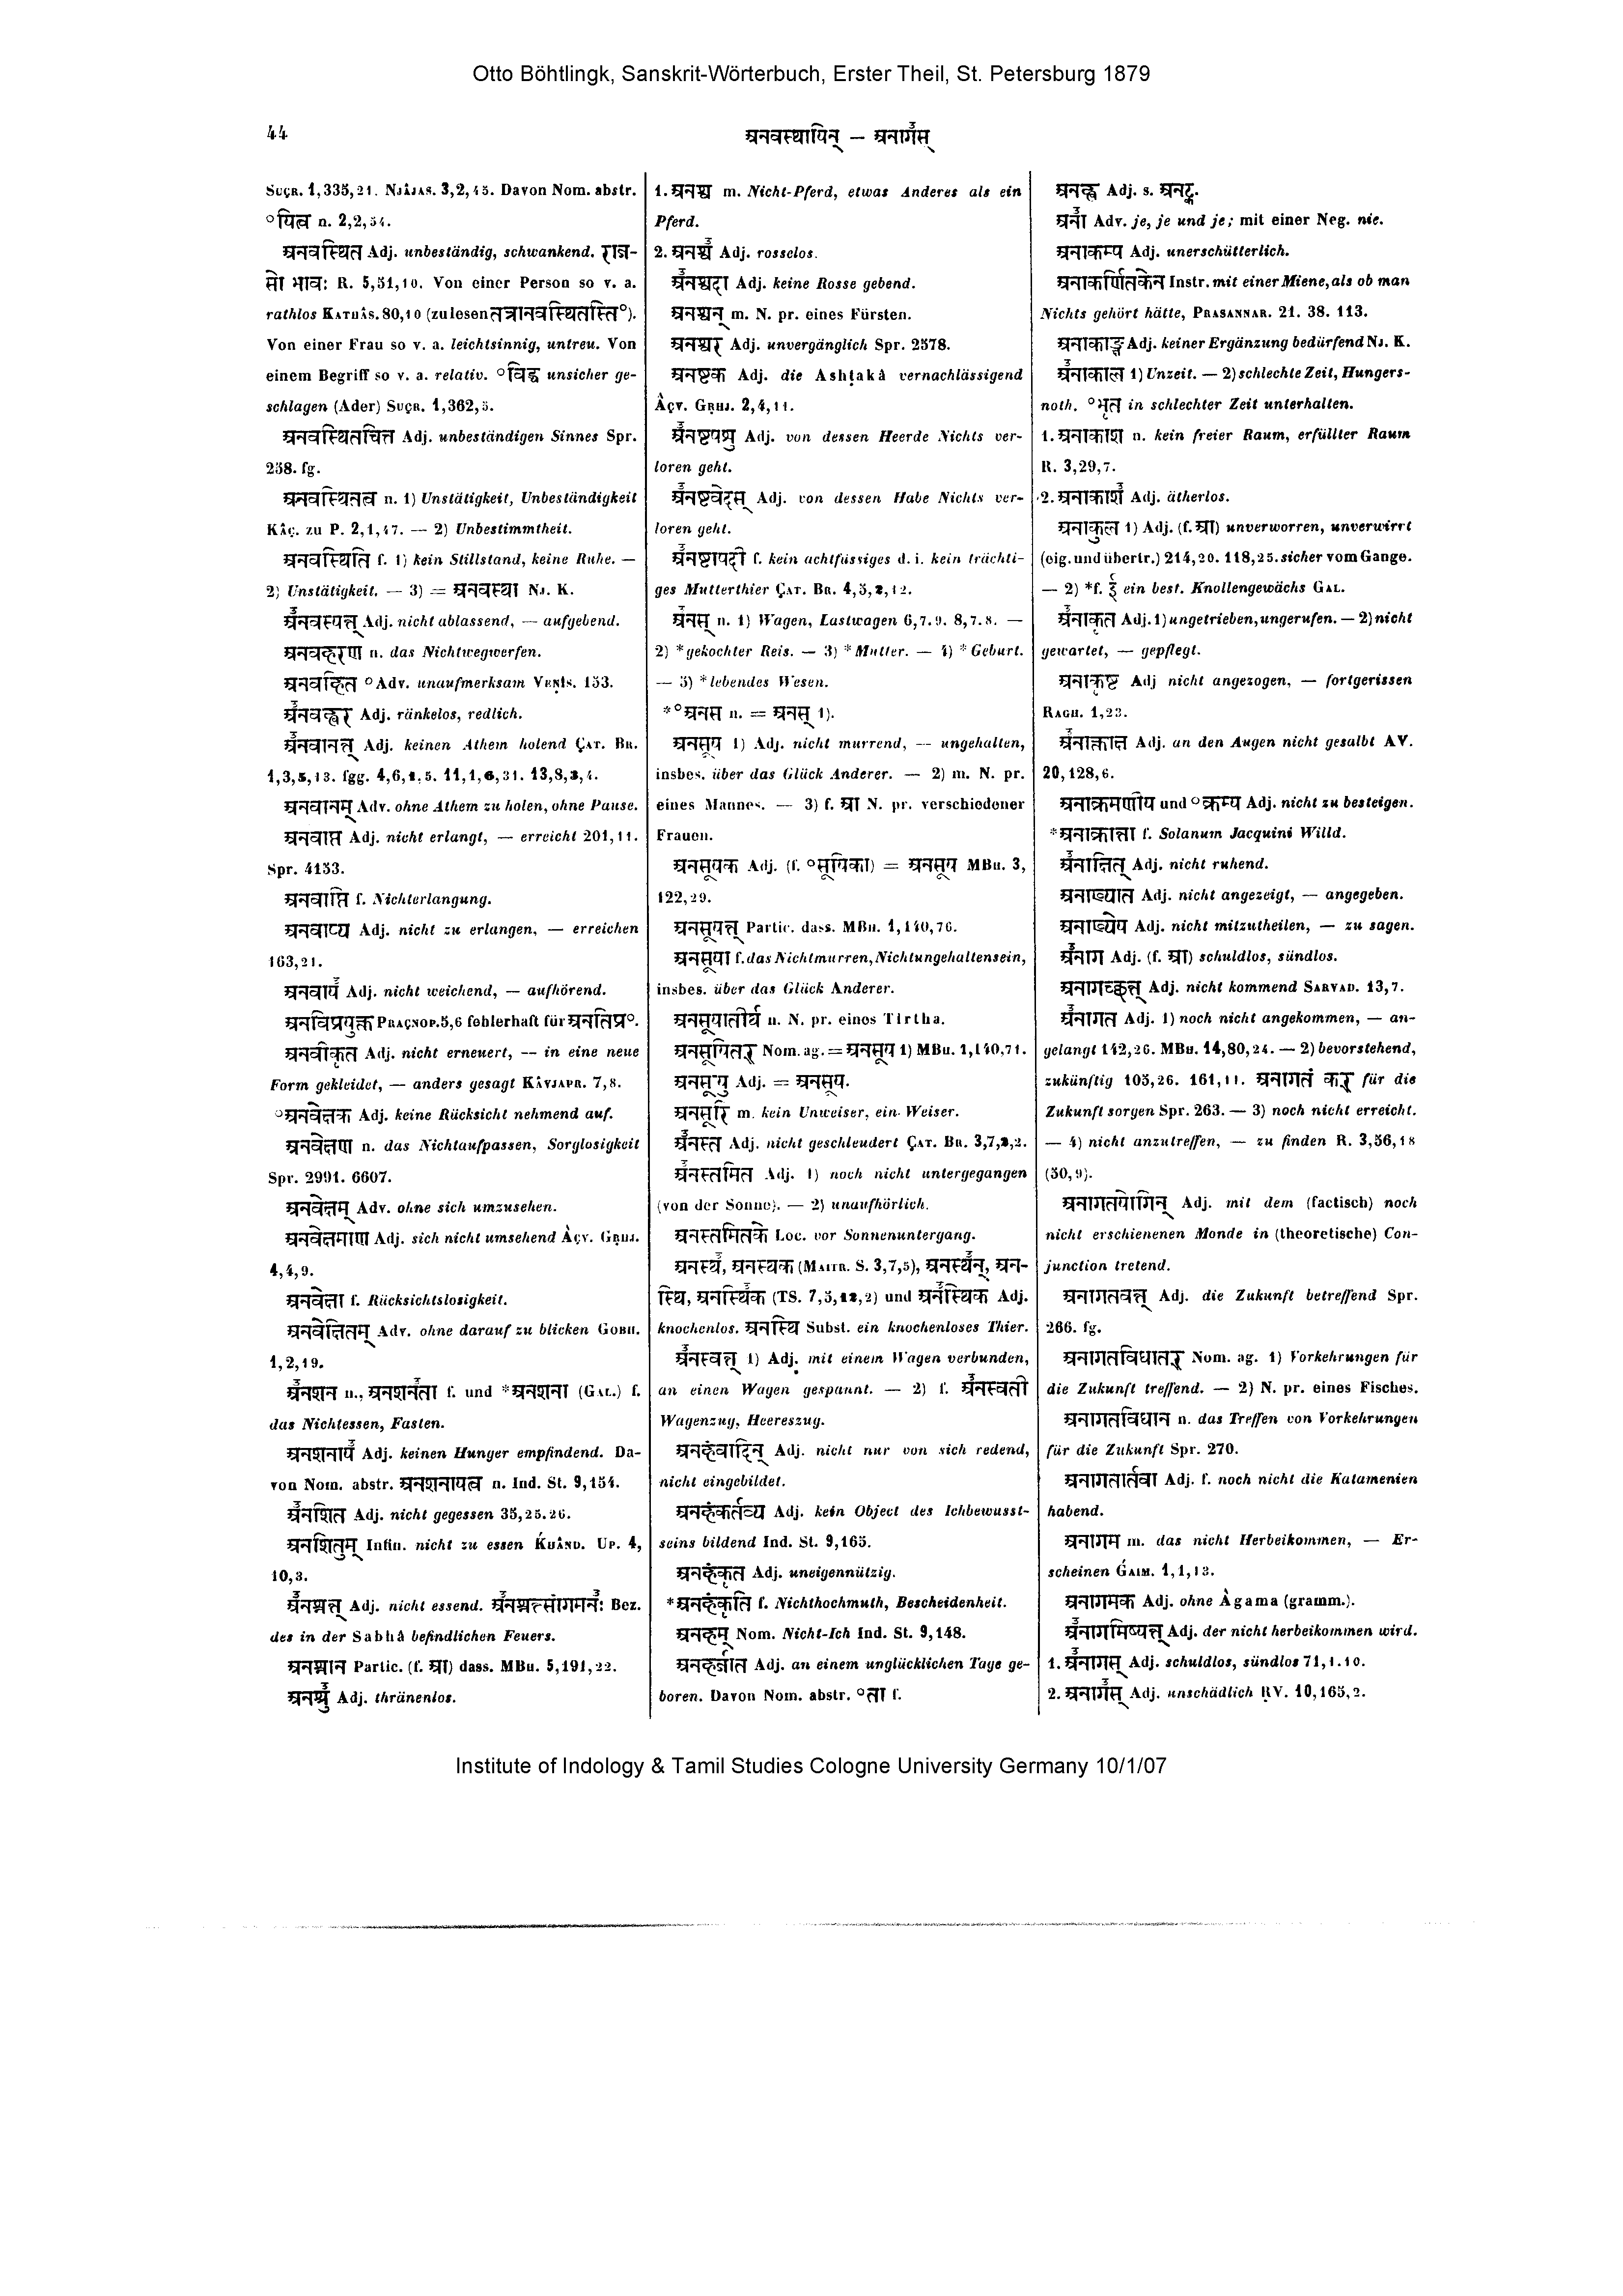 Otto Böhtlingk, Sanskrit-Wörterbuch, Erster Theil, St. Petersburg 1879
44
अनवस्थायिन् — अनागस्
Suçr. 1,335,21. Njâjas. 3,2,45. Davon Nom. abstr.
°यित्व n. 2,2,54.
अनवस्थित Adj. unbeständig, schwankend. राज-
सो भावः R. 5,51,10. Von einer Person so v. a.
rathlos Kathâs. 80,10 (zu lesen तत्रानवस्थितस्ति°).
Von einer Frau so v. a. leichtsinnig, untreu. Von
einem Begriff so v. a. relativ. °विद्ध unsicher ge-
schlagen (Ader) Suçr. 1,362,5.
अनवस्थितचित्त Adj. unbeständigen Sinnes Spr.
258. fg.
अनवस्थितत्व n. 1) Unstätigkeit, Unbeständigkeit
Kâç. zu P. 2,1,47. — 2) Unbestimmtheit.
अनवस्थिति f. 1) kein Stillstand, keine Ruhe. —
2) Unstätigkeit. — 3) = अनवस्था Nj. K.
अनवस्यत् Adj. nicht ablassend, — aufgebend.
अनवकरण n. das Nichtwegwerfen.
अनवहित °Adv. unaufmerksam Veṇîs. 153.
अनवह्वर Adj. ränkelos, redlich.
अनवानत् Adj. keinen Athem holend Çat. Br.
1,3,5,13. fgg. 4,6,1,5. 11,1,6,31. 13,8,3,4.
अनवानम् Adv. ohne Athem zu holen, ohne Pause.
अनवाप्त Adj. nicht erlangt, — erreicht 201,11.
Spr. 4153.
अनवाप्ति f. Nichterlangung.
अनवाप्य Adj. nicht zu erlangen, — erreichen
163,21.
अनवाय Adj. nicht weichend, — aufhörend.
अनविप्रयुक्त Praçnop. 5,6 fehlerhaft für अनतिप्र°.
अनवीकृत Adj. nicht erneuert, — in eine neue
Form gekleidet, — anders gesagt Kâvjapr. 7,8.
°अनवेक्षक Adj. keine Rücksicht nehmend auf.
अनवेक्षण n. das Nichtaufpassen, Sorglosigkeit
Spr. 2991. 6607.
अनवेक्षम् Adv. ohne sich umzusehen.
अनवेक्षमाण Adj. sich nicht umsehend Âçv. Gṛhj.
4,4,9.
अनवेक्षा f. Rücksichtslosigkeit.
अनवेक्षितम् Adv. ohne darauf zu blicken Gobh.
1,2,19.
अनशन n., अनशनता f. und *अनशना (Gal.) f.
das Nichtessen, Fasten.
अनशनाय Adj. keinen Hunger empfindend. Da-
von Nom. abstr. अनशनायत्व n. Ind. St. 9,154.
अनशित Adj. nicht gegessen 35,25.26.
अनशितुम् Infin. nicht zu essen Khând. Up. 4,
10,3.
अनश्नत् Adj. nicht essend. अनश्नत्सांगमनः Bez.
des in der Sabhâ befindlichen Feuers.
अनश्नान Partic. (f. आ) dass. MBh. 5,191,22.
अनश्रु Adj. thränenlos.
1. अनश्व m. Nicht-Pferd, etwas Anderes als ein
Pferd.
2. अनश्व Adj. rosselos.
अनश्वदा Adj. keine Rosse gebend.
अनश्वन् m. N. pr. eines Fürsten.
अनश्वर Adj. unvergänglich Spr. 2578.
अनष्टक Adj. die Ashṭakâ vernachlässigend
Âçv. Gṛhj. 2,4,11.
अनष्टपशु Adj. von dessen Heerde Nichts ver-
loren geht.
अनष्टवेदस् Adj. von dessen Habe Nichts ver-
loren geht.
अनष्टापदी f. kein achtfüssiges d. i. kein trächti-
ges Mutterthier Çat. Br. 4,5,2,12.
अनस् n. 1) Wagen, Lastwagen 6,7.9. 8,7.8. —
2) *gekochter Reis. — 3) *Mutter. — 4) *Geburt.
— 5) *lebendes Wesen.
*°अनस n. = अनस् 1).
अनसूय 1) Adj. nicht murrend, — ungehalten,
insbes. über das Glück Anderer. — 2) m. N. pr.
eines Mannes. — 3) f. आ N. pr. verschiedener
Frauen.
अनसूयक Adj. (f. °सूयिका) = अनसूय MBh. 3,
122,29.
अनसूयत् Partic. dass. MBh. 1,140,76.
अनसूया f. das Nichtmurren, Nichtungehaltensein,
insbes. über das Glück Anderer.
अनसूयातीर्थ n. N. pr. eines Tîrtha.
अनसूयितर् Nom. ag. = अनसूय 1) MBh. 1,140,71.
अनसूयु Adj. = अनसूय.
अनसूरि m. kein Unweiser, ein Weiser.
अनस्त Adj. nicht geschleudert Çat. Br. 3,7,2,2.
अनस्तमित Adj. 1) noch nicht untergegangen
(von der Sonne). — 2) unaufhörlich.
अनस्तमितके Loc. vor Sonnenuntergang.
अनस्थ, अनस्थक (Maitr. S. 3,7,5), अनस्थन्, अन-
स्थि, अनस्थिक (TS. 7,5,12,2) und अनस्थिक Adj.
knochenlos. अनस्थि Subst. ein knochenloses Thier.
अनस्वत् 1) Adj. mit einem Wagen verbunden,
an einen Wagen gespannt. — 2) f. अनस्वती
Wagenzug, Heereszug.
अनहंवादिन् Adj. nicht nur von sich redend,
nicht eingebildet.
अनहंकर्तव्य Adj. kein Object des Ichbewusst-
seins bildend Ind. St. 9,165.
अनहंकृत Adj. uneigennützig.
*अनहंकृति f. Nichthochmuth, Bescheidenheit.
अनहम् Nom. Nicht-Ich Ind. St. 9,148.
अनहर्जात Adj. an einem unglücklichen Tage ge-
boren. Davon Nom. abstr. °ता f.
अनह्न Adj. s.
अना Adv. je, je und je; mit einer Neg. nie.
अनाकम्प्य Adj. unerschütterlich.
अनाकर्णितकेन Instr. mit einer Miene, als ob man
Nichts gehört hätte, Prasannar. 21. 38. 113.
अनाकाङ्क्ष Adj. keiner Ergänzung bedürfend Nj. K.
अनाकाल 1) Unzeit. — 2) schlechte Zeit, Hungers-
noth. °भृत in schlechter Zeit unterhalten.
1. अनाकाश n. kein freier Raum, erfüllter Raum
R. 3,29,7.
2. अनाकाश Adj. ätherlos.
अनाकुल 1) Adj. (f. आ) unverworren, unverwirrt
(eig. und übertr.) 214,20. 118,25. sicher vom Gange.
— 2) *f. ई ein best. Knollengewächs Gal.
अनाकृत Adj. 1) ungetrieben, ungerufen. — 2) nicht
gewartet, — gepflegt.
अनाकृष्ट Adj nicht angezogen, — fortgerissen
Ragh. 1,23.
अनाक्ताक्ष Adj. an den Augen nicht gesalbt AV.
20,128,6.
अनाक्रमणीय und °क्रम्य Adj. nicht zu besteigen.
*अनाक्रान्ता f. Solanum Jacquini Willd.
अनाक्षित् Adj. nicht ruhend.
अनाख्यात Adj. nicht angezeigt, — angegeben.
अनाख्येय Adj. nicht mitzutheilen, — zu sagen.
अनाग Adj. (f. आ) schuldlos, sündlos.
अनागच्छत् Adj. nicht kommend Sarvad. 13,7.
अनागत Adj. 1) noch nicht angekommen, — an-
gelangt 142,26. MBh. 14,80,24. — 2) bevorstehend,
zukünftig 105,26. 161,11. अनागतं कर् für die
Zukunft sorgen Spr. 263. — 3) noch nicht erreicht.
— 4) nicht anzutreffen, — zu finden R. 3,56,18
(50,9).
अनागतयोगिन् Adj. mit dem (factisch) noch
nicht erschienenen Monde in (theoretische) Con-
junction tretend.
अनागतवत् Adj. die Zukunft betreffend Spr.
266. fg.
अनागतविधातर् Nom. ag. 1) Vorkehrungen für
die Zukunft treffend. — 2) N. pr. eines Fisches.
अनागतविधान n. das Treffen von Vorkehrungen
für die Zukunft Spr. 270.
अनागतार्तवा Adj. f. noch nicht die Katamenien
habend.
अनागम m. das nicht Herbeikommen, — Er-
scheinen Gaim. 1,1,13.
अनागमक Adj. ohne Âgama (gramm.).
अनागमिष्यत् Adj. der nicht herbeikommen wird.
1. अनागस् Adj. schuldlos, sündlos 71,1.10.
2. अनागस् Adj. unschädlich RV. 10,165,2.
Institute of Indology & Tamil Studies Cologne University Germany 10/1/07